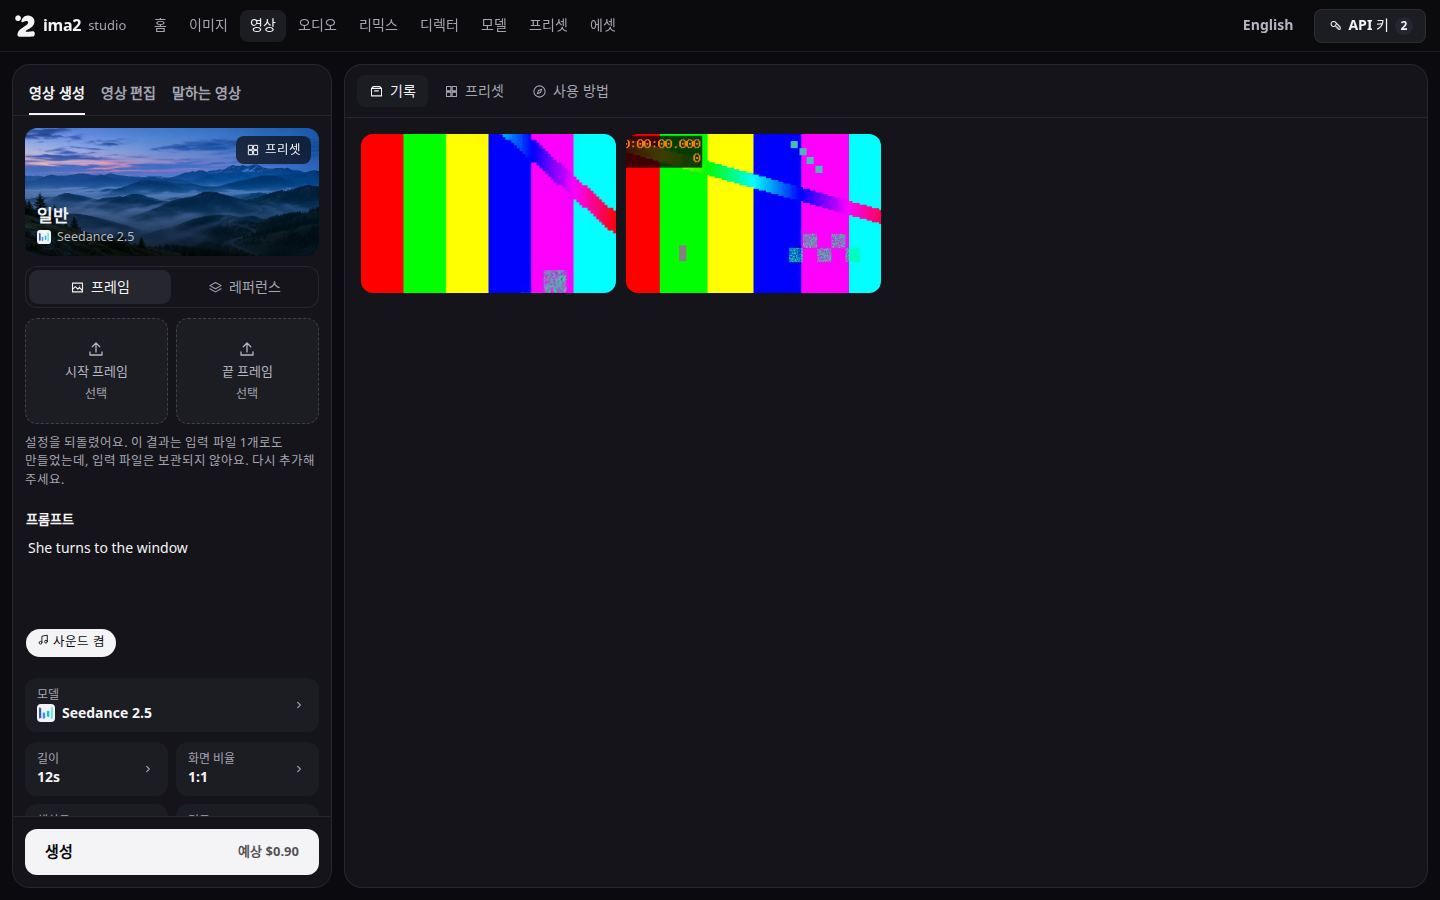 ima2 studio 홈 이미지 영상 오디오 리믹스 디렉터 모델 프리셋 에셋 English API 키 2
영상 생성 영상 편집 말하는 영상
기록 프리셋 사용 방법
프리셋
일반
Seedance 2.5
프레임 레퍼런스
시작 프레임
선택
끝 프레임
선택
설정을 되돌렸어요. 이 결과는 입력 파일 1개로도
만들었는데, 입력 파일은 보관되지 않아요. 다시 추가해
주세요.
프롬프트
She turns to the window
사운드 켬
모델
Seedance 2.5
길이
12s
화면 비율
1:1
생성 예상 $0.90
0:00:00.000
0